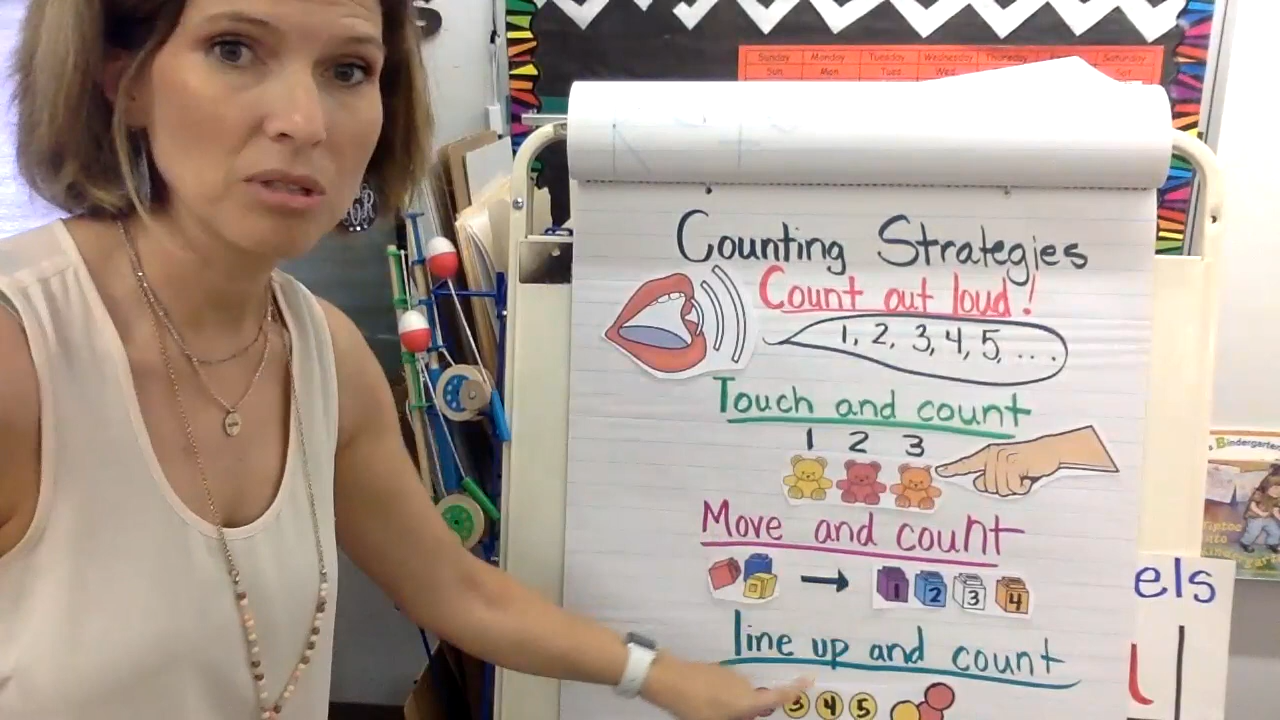 Sunday Monday Tuesday Wednesday Thursday Saturday
Sun Mon Tues Wed Sat
Counting Strategies
Count out loud!
1, 2, 3, 4, 5, ...
Touch and count
1 2 3
Move and count
1 2 3 4
line up and count
3 4 5
els